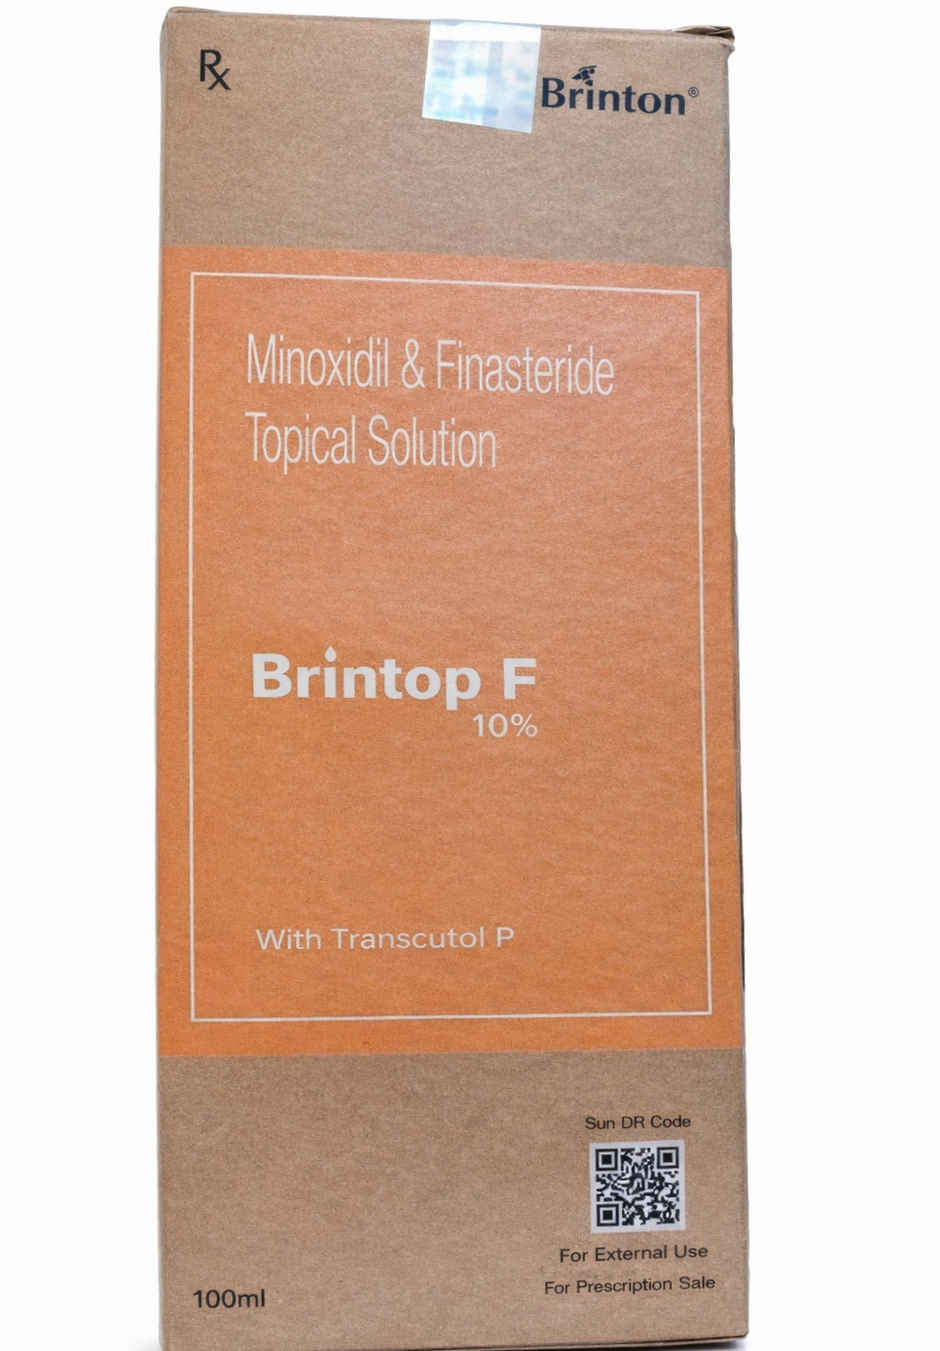 Rx
Brinton®
Minoxidil & Finasteride
Topical Solution
Brintop F
10%
With Transcutol P
Sun DR Code
For External Use
For Prescription Sale
100ml